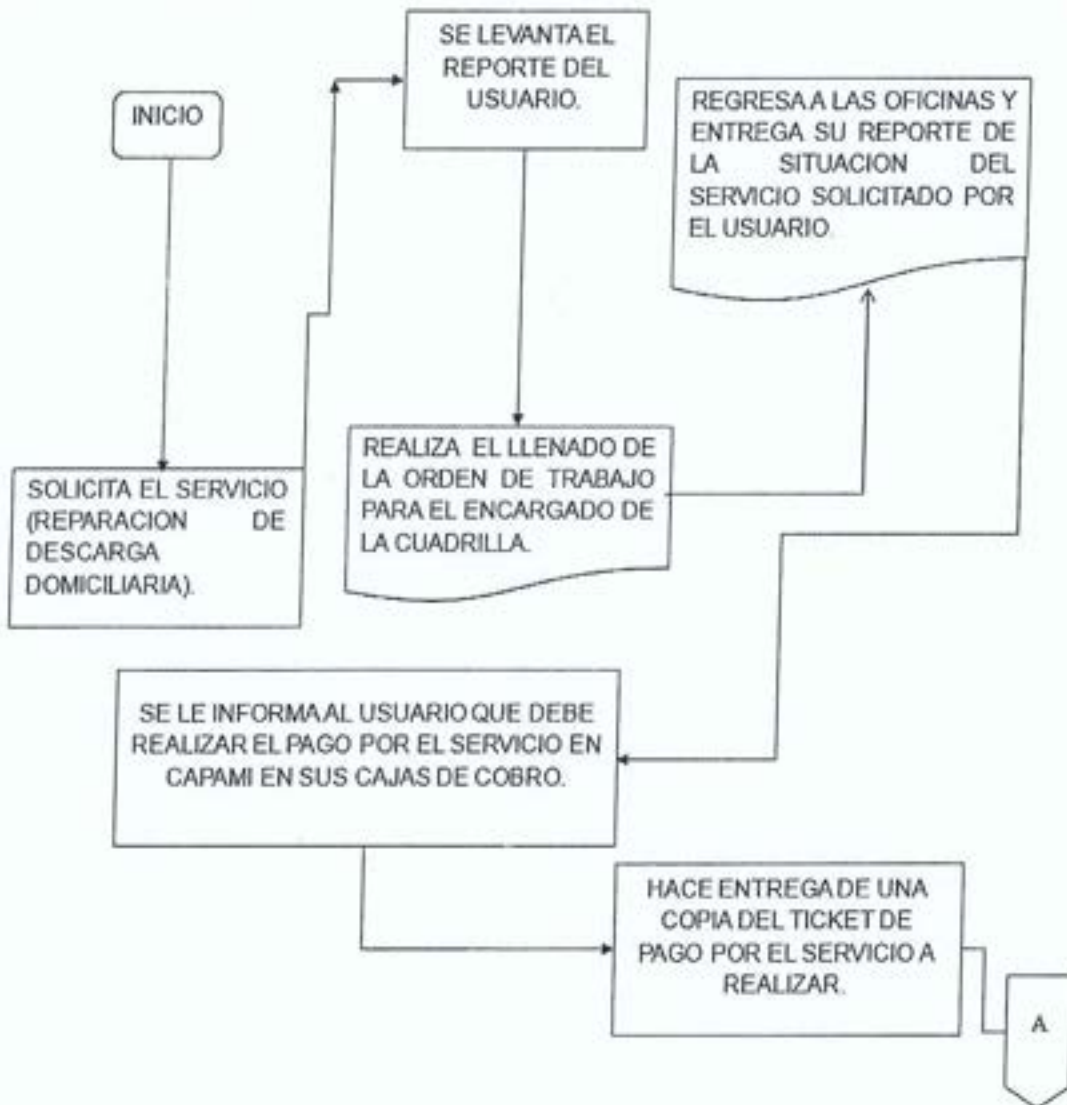 INICIO
SOLICITA EL SERVICIO
(REPARACION DE
DESCARGA
DOMICILIARIA).
SE LEVANTA EL
REPORTE DEL
USUARIO.
REALIZA EL LLENADO DE
LA ORDEN DE TRABAJO
PARA EL ENCARGADO DE
LA CUADRILLA.
REGRESA A LAS OFICINAS Y
ENTREGA SU REPORTE DE
LA SITUACION DEL
SERVICIO SOLICITADO POR
EL USUARIO.
SE LE INFORMA AL USUARIO QUE DEBE
REALIZAR EL PAGO POR EL SERVICIO EN
CAPAMI EN SUS CAJAS DE COBRO.
HACE ENTREGA DE UNA
COPIA DEL TICKET DE
PAGO POR EL SERVICIO A
REALIZAR.
A